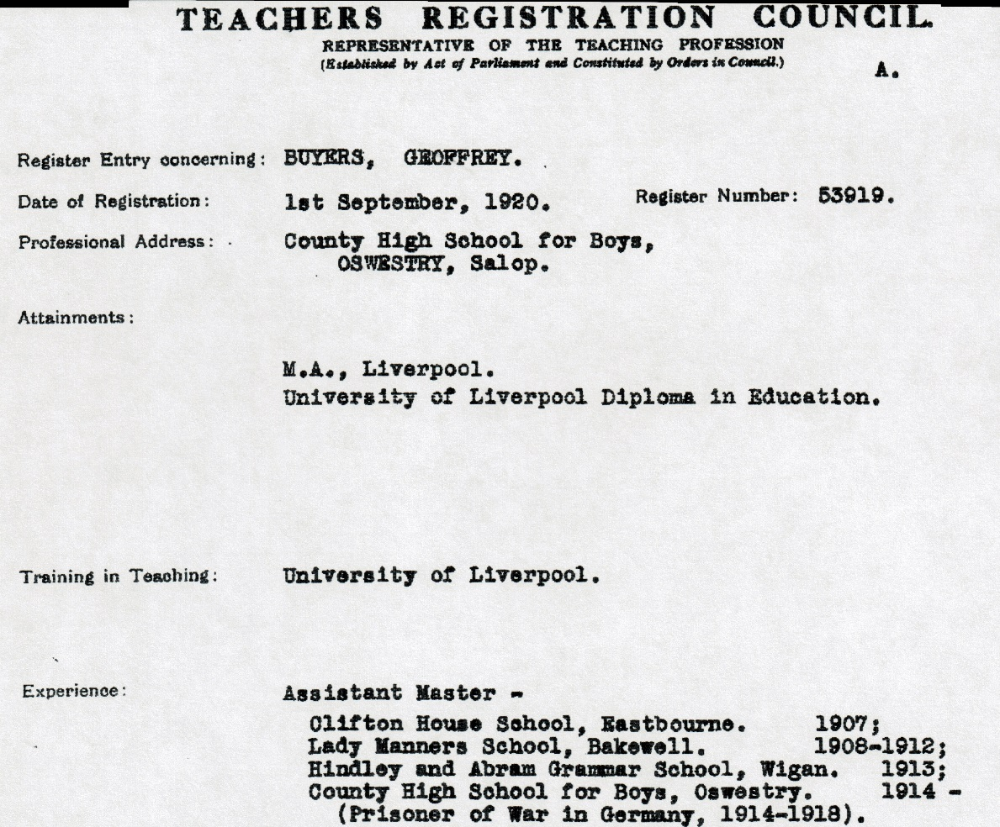 TEACHERS REGISTRATION COUNCIL.
REPRESENTATIVE OF THE TEACHING PROFESSION
(Established by Act of Parliament and Constituted by Orders in Council.)
A.
Register Entry concerning: BUYERS, GEOFFREY.
Date of Registration: 1st September, 1920. Register Number: 53919.
Professional Address: County High School for Boys,
OSWESTRY, Salop.
Attainments:
M.A., Liverpool.
University of Liverpool Diploma in Education.
Training in Teaching: University of Liverpool.
Experience: Assistant Master -
Clifton House School, Eastbourne. 1907;
Lady Manners School, Bakewell. 1908-1912;
Hindley and Abram Grammar School, Wigan. 1913;
County High School for Boys, Oswestry. 1914 -
(Prisoner of War in Germany, 1914-1918).